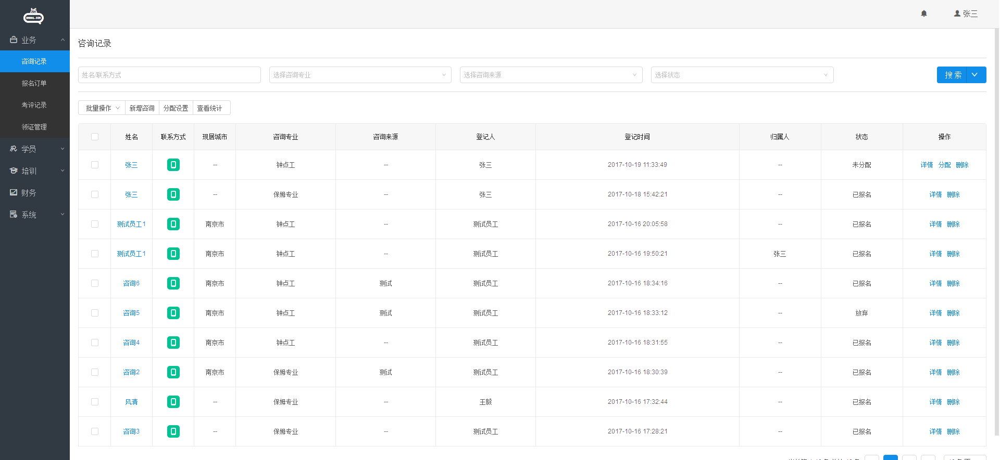 张三
业务
咨询记录
报名订单
考评记录
领证管理
学员
培训
财务
系统
咨询记录
姓名/联系方式 选择咨询专业 选择咨询来源 选择状态 搜 索
批量操作 新增咨询 分配设置 查看统计
姓名 联系方式 现居城市 咨询专业 咨询来源 登记人 登记时间 归属人 状态 操作
张三 -- 钟点工 -- 张三 2017-10-19 11:33:49 -- 未分配 详情 分配 删除
张三 -- 保姆专业 -- 张三 2017-10-18 15:42:21 -- 已报名 详情 删除
测试员工1 南京市 钟点工 -- 测试员工 2017-10-16 20:05:58 -- 已报名 详情 删除
测试员工1 南京市 钟点工 -- 测试员工 2017-10-16 19:50:21 张三 已报名 详情 删除
咨询6 南京市 钟点工 测试 测试员工 2017-10-16 18:34:16 -- 已报名 详情 删除
咨询5 南京市 钟点工 测试 测试员工 2017-10-16 18:33:12 -- 放弃 详情 删除
咨询4 南京市 钟点工 -- 测试员工 2017-10-16 18:31:55 -- 已报名 详情 删除
咨询2 南京市 保姆专业 测试 测试员工 2017-10-16 18:30:39 -- 已报名 详情 删除
风清 -- 保姆专业 -- 王毅 2017-10-16 17:32:44 -- 已报名 详情 删除
咨询3 -- 保姆专业 -- 测试员工 2017-10-16 17:28:21 -- 已报名 详情 删除